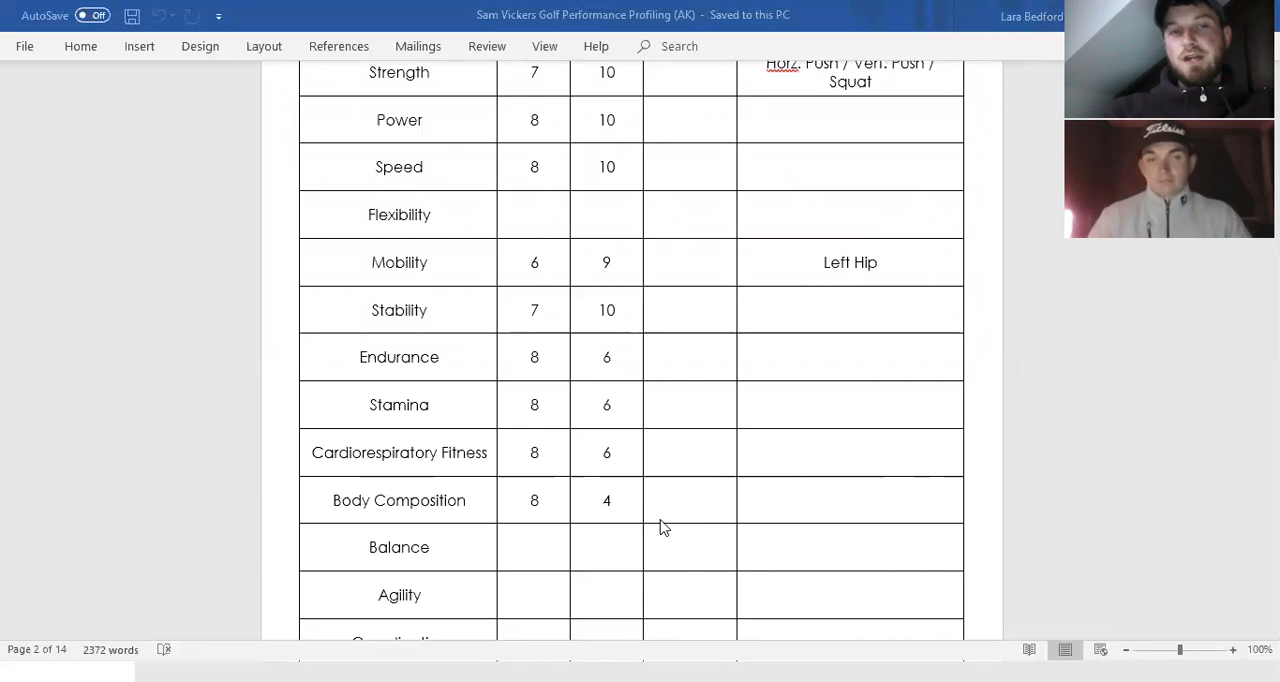 AutoSave Off Sam Vickers Golf Performance Profiling (AK) - Saved to this PC Lara Bedford
File Home Insert Design Layout References Mailings Review View Help Search
Strength 7 10 Horz. Push / Vert. Push /
Squat
Power 8 10
Speed 8 10
Flexibility
Mobility 6 9 Left Hip
Stability 7 10
Endurance 8 6
Stamina 8 6
Cardiorespiratory Fitness 8 6
Body Composition 8 4
Balance
Agility
Page 2 of 14 2372 words 100%
Titleist